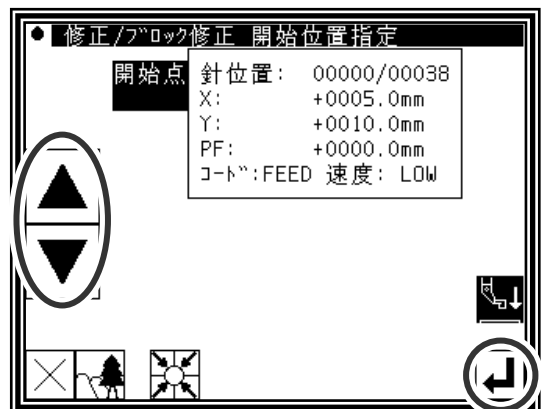 修正/ﾌﾞﾛｯｸ修正 開始位置指定
開始点
針位置: 00000/00038
X: +0005.0mm
Y: +0010.0mm
PF: +0000.0mm
ｺｰﾄﾞ:FEED 速度: LOW